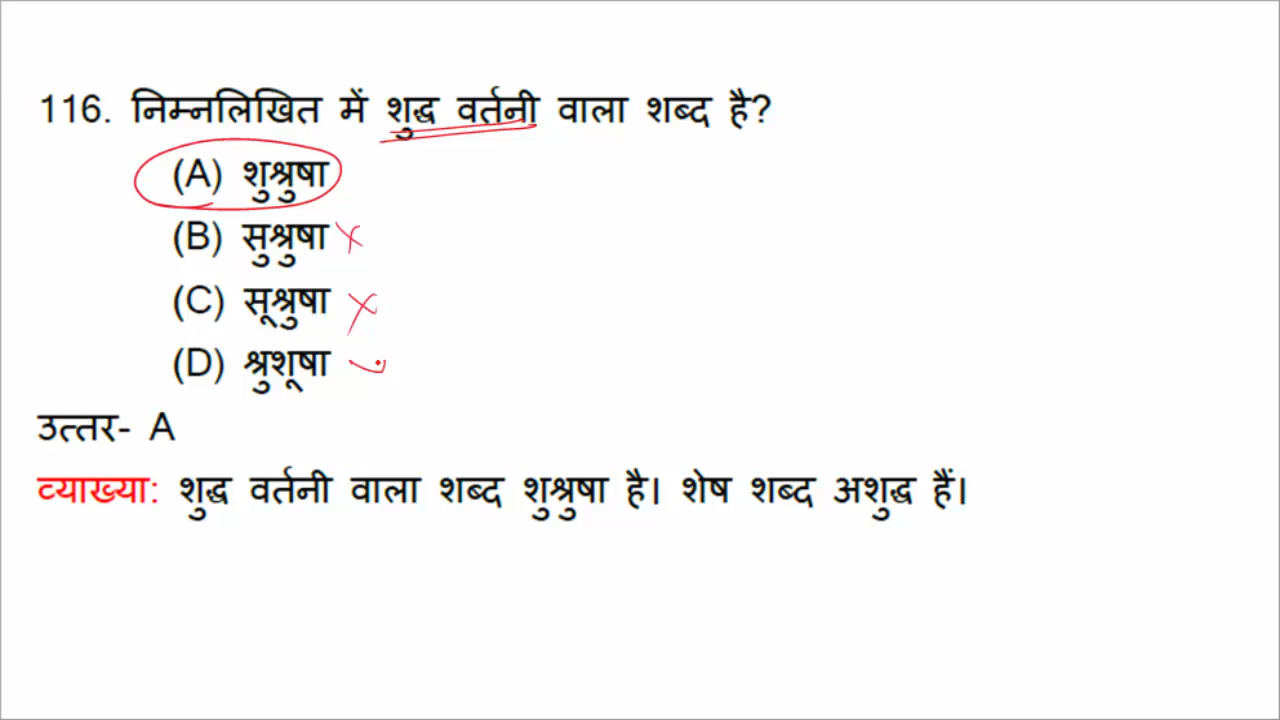 116. निम्नलिखित में शुद्ध वर्तनी वाला शब्द है?
(A) शुश्रुषा
(B) सुश्रुषा
(C) सूश्रुषा
(D) श्रुशूषा
उत्तर- A
व्याख्या: शुद्ध वर्तनी वाला शब्द शुश्रुषा है। शेष शब्द अशुद्ध हैं।